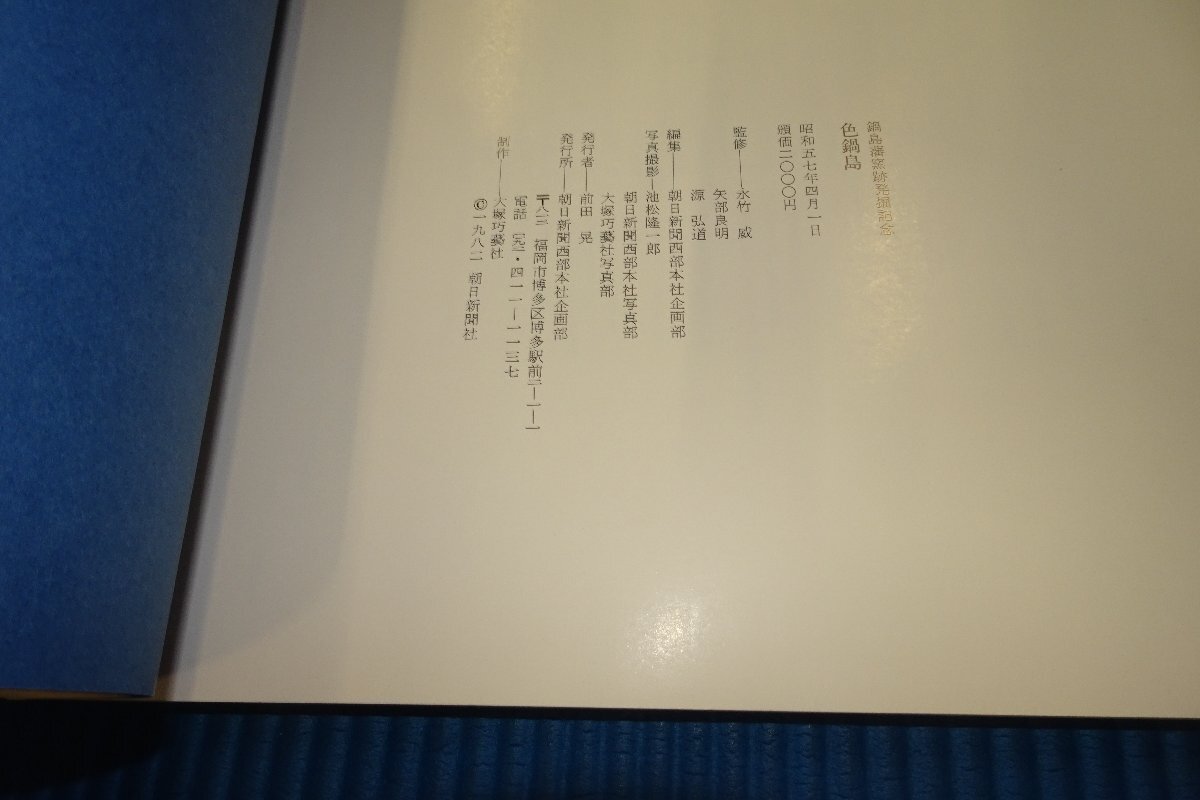 鍋島藩窯跡発掘記念
色鍋島
昭和五七年四月一日
頒価二〇〇〇円
監修――永竹 威
矢部良明
源 弘道
編集――朝日新聞西部本社企画部
写真撮影―池松隆一郎
朝日新聞西部本社写真部
大塚巧藝社写真部
発行者――前田 晃
発行所――朝日新聞西部本社企画部
福岡市博多区博多駅前二―一―一
電話 ・四一一―一一三七
制作――大塚巧藝社
©一九八二 朝日新聞社